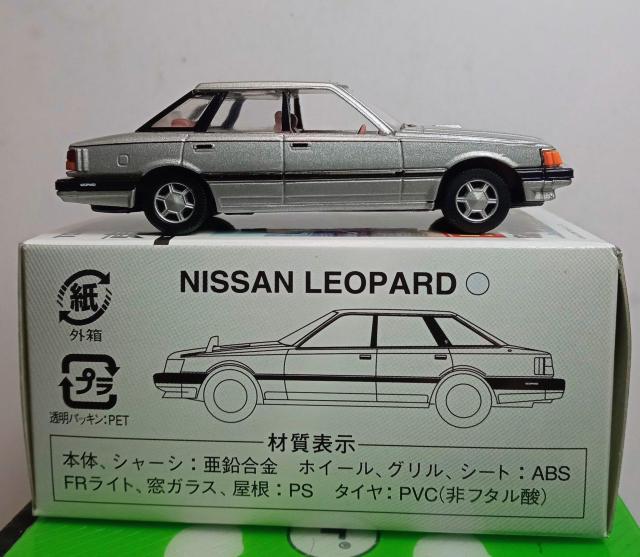 NISSAN LEOPARD
紙
外箱
プラ
透明パッキン:PET
材質表示
本体、シャーシ:亜鉛合金 ホイール、グリル、シート:ABS
FRライト、窓ガラス、屋根:PS タイヤ:PVC(非フタル酸)